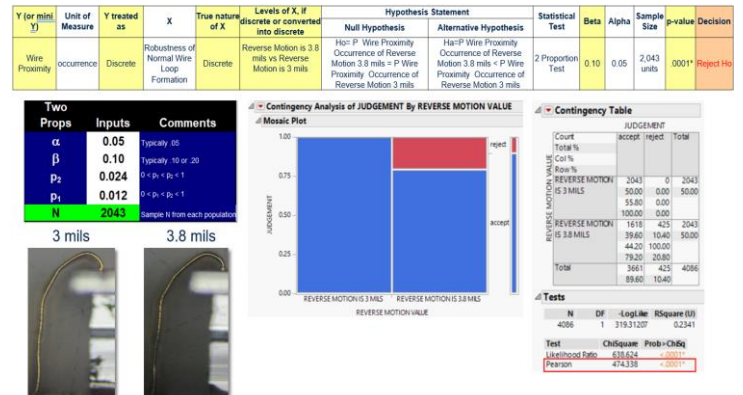 Y (or mini Y)
Unit of Measure
Y treated as
X
True nature of X
Levels of X, if discrete or converted into discrete
Hypothesis Statement
Null Hypothesis
Alternative Hypothesis
Statistical Test
Beta
Alpha
Sample Size
p-value
Decision
Wire Proximity
occurrence
Discrete
Robustness of Normal Wire Loop Formation
Discrete
Reverse Motion is 3.8 mils vs Reverse Motion is 3 mils
Ho= P Wire Proximity Occurrence of Reverse Motion 3.8 mils = P Wire Proximity Occurrence of Reverse Motion 3 mils
Ha=P Wire Proximity Occurrence of Reverse Motion 3.8 mils < P Wire Proximity Occurrence of Reverse Motion 3 mils
2 Proportion Test
0.10
0.05
2,043 units
.0001*
Reject Ho
Two Props Inputs Comments
α 0.05 Typically .05
β 0.10 Typically .10 or .20
p₂ 0.024 0 < p₁ < p₂ < 1
p₁ 0.012 0 < p₁ < p₂ < 1
N 2043 Sample N from each population
3 mils 3.8 mils
Contingency Analysis of JUDGEMENT By REVERSE MOTION VALUE
Mosaic Plot
1.00
0.75
0.50
0.25
0.00
JUDGEMENT
reject
accept
REVERSE MOTION IS 3 MILS REVERSE MOTION IS 3.8 MILS
REVERSE MOTION VALUE
Contingency Table
JUDGEMENT
REVERSE MOTION VALUE
Count accept reject Total
Total %
Col %
Row %
REVERSE MOTION 2043 0 2043
IS 3 MILS 50.00 0.00 50.00
55.80 0.00
100.00 0.00
REVERSE MOTION 1618 425 2043
IS 3.8 MILS 39.60 10.40 50.00
44.20 100.00
79.20 20.80
Total 3661 425 4086
89.60 10.40
Tests
N DF -LogLike RSquare (U)
4086 1 319.31207 0.2341
Test ChiSquare Prob>ChiSq
Likelihood Ratio 638.624 <.0001*
Pearson 474.338 <.0001*